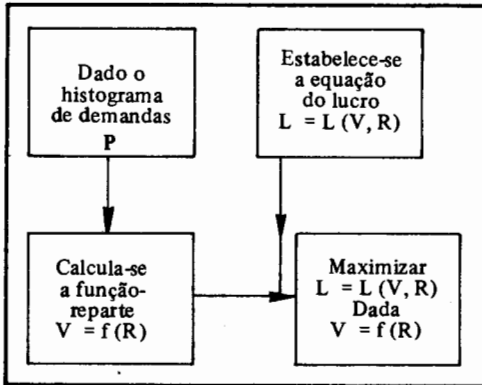 Dado o
histograma
de demandas
P
Estabelece-se
a equação
do lucro
L = L (V, R)
Calcula-se
a função-
reparte
V = f (R)
Maximizar
L = L (V, R)
Dada
V = f (R)